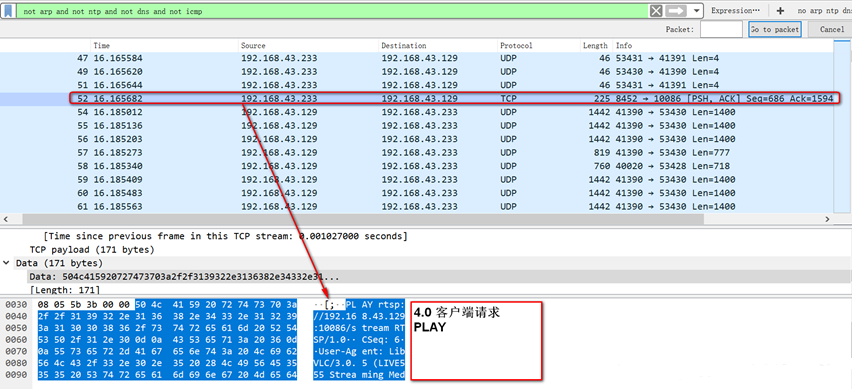 not arp and not ntp and not dns and not icmp
Expression…
+
no arp ntp dns
Packet:
Go to packet
Cancel
Time Source Destination Protocol Length Info
47 16.165584 192.168.43.233 192.168.43.129 UDP 46 53431 → 41391 Len=4
49 16.165620 192.168.43.233 192.168.43.129 UDP 46 53430 → 41390 Len=4
51 16.165644 192.168.43.233 192.168.43.129 UDP 46 53431 → 41391 Len=4
52 16.165682 192.168.43.233 192.168.43.129 TCP 225 8452 → 10086 [PSH, ACK] Seq=686 Ack=1594
54 16.185012 192.168.43.129 192.168.43.233 UDP 1442 41390 → 53430 Len=1400
55 16.185136 192.168.43.129 192.168.43.233 UDP 1442 41390 → 53430 Len=1400
56 16.185203 192.168.43.129 192.168.43.233 UDP 1442 41390 → 53430 Len=1400
57 16.185273 192.168.43.129 192.168.43.233 UDP 819 41390 → 53430 Len=777
58 16.185340 192.168.43.129 192.168.43.233 UDP 760 40020 → 53428 Len=718
59 16.185409 192.168.43.129 192.168.43.233 UDP 1442 41390 → 53430 Len=1400
60 16.185483 192.168.43.129 192.168.43.233 UDP 1442 41390 → 53430 Len=1400
61 16.185563 192.168.43.129 192.168.43.233 UDP 1442 41390 → 53430 Len=1400
[Time since previous frame in this TCP stream: 0.001027000 seconds]
TCP payload (171 bytes)
Data (171 bytes)
Data: 504c415920727473703a2f2f3139322e3136382e34332e31...
[Length: 171]
0030 08 05 5b 3b 00 00 50 4c 41 59 20 72 74 73 70 3a ··[;··PL AY rtsp:
0040 2f 2f 31 39 32 2e 31 36 38 2e 34 33 2e 31 32 39 //192.16 8.43.129
0050 3a 31 30 30 38 36 2f 73 74 72 65 61 6d 20 52 54 :10086/s tream RT
0060 53 50 2f 31 2e 30 0d 0a 43 53 65 71 3a 20 36 0d SP/1.0·· CSeq: 6·
0070 0a 55 73 65 72 2d 41 67 65 6e 74 3a 20 4c 69 62 ·User-Ag ent: Lib
0080 56 4c 43 2f 33 2e 30 2e 35 20 28 4c 49 56 45 35 VLC/3.0. 5 (LIVE5
0090 35 20 53 74 72 65 61 6d 69 6e 67 20 4d 65 64 55 Stream ing Med
4.0 客户端请求
PLAY